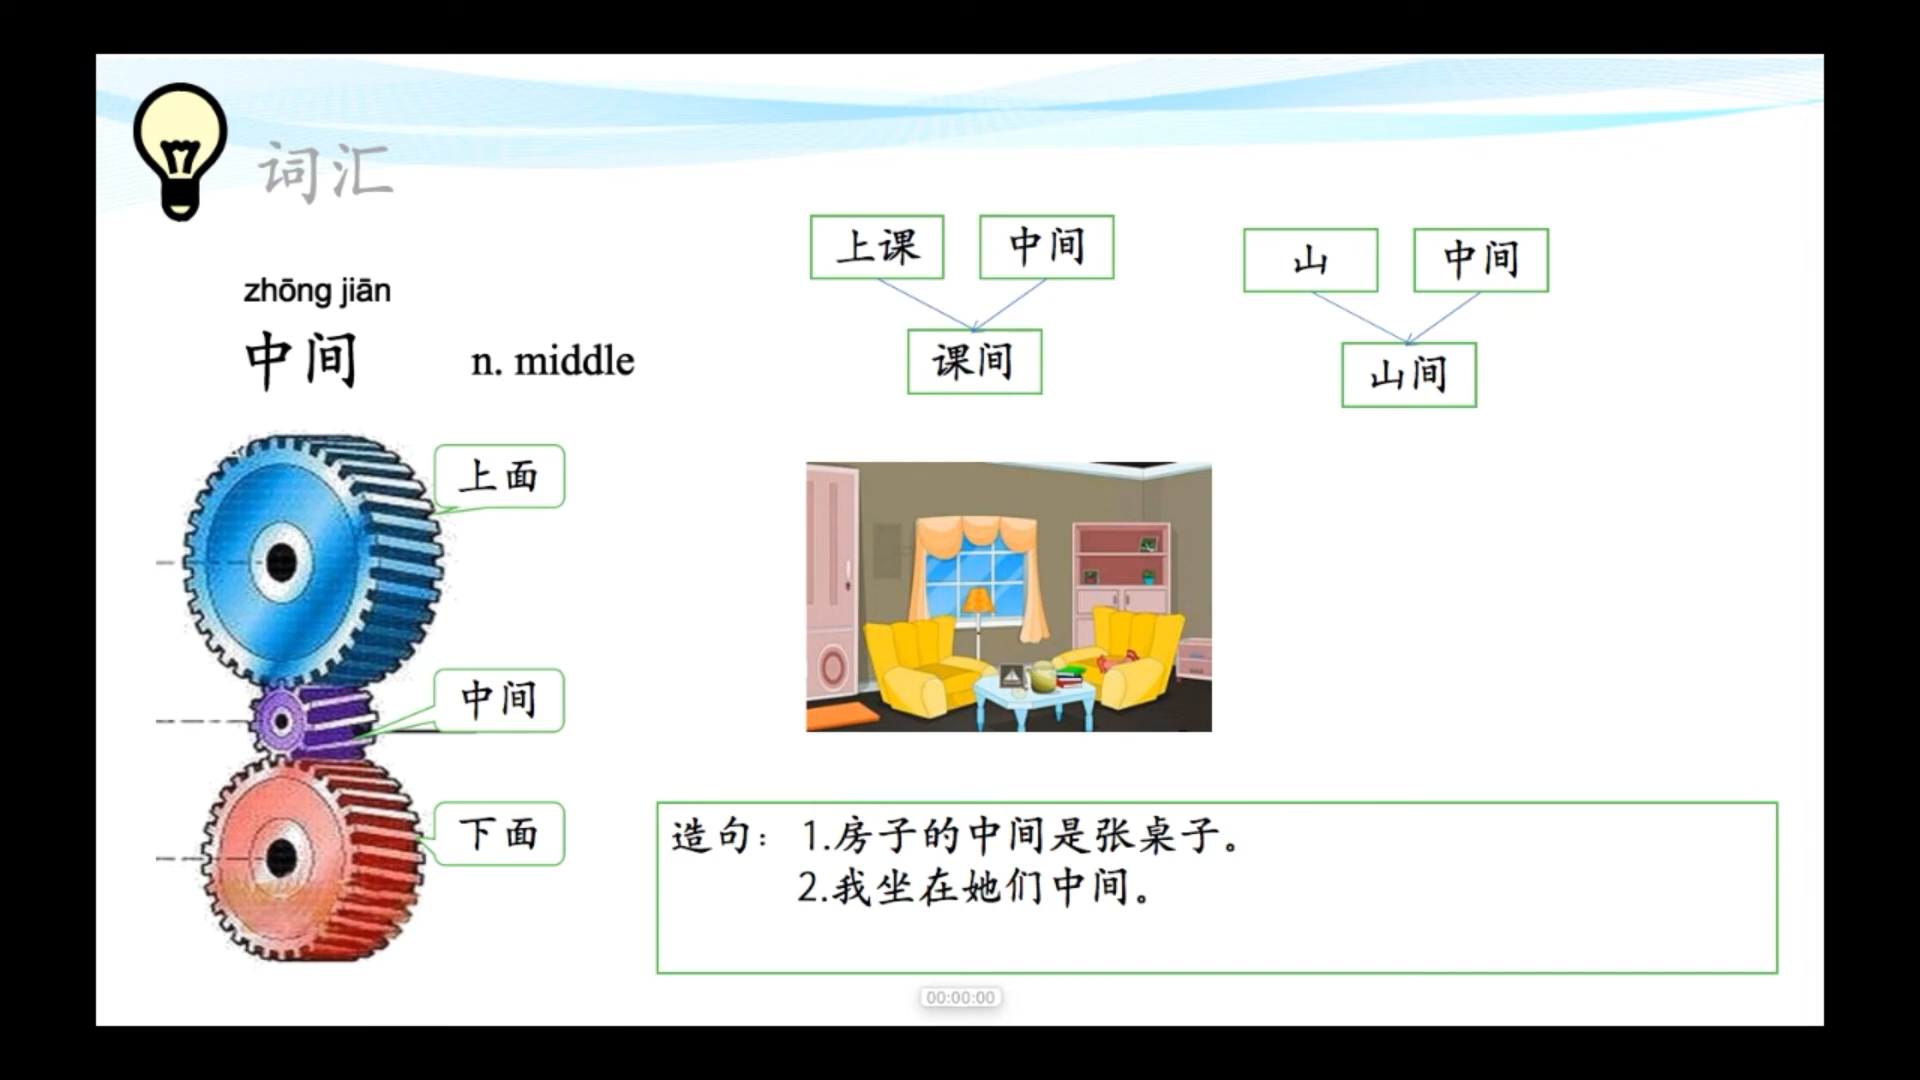 词汇
zhōng jiān
中间
n. middle
上课
中间
课间
山
中间
山间
上面
中间
下面
造句：1.房子的中间是张桌子。
2.我坐在她们中间。
00:00:00